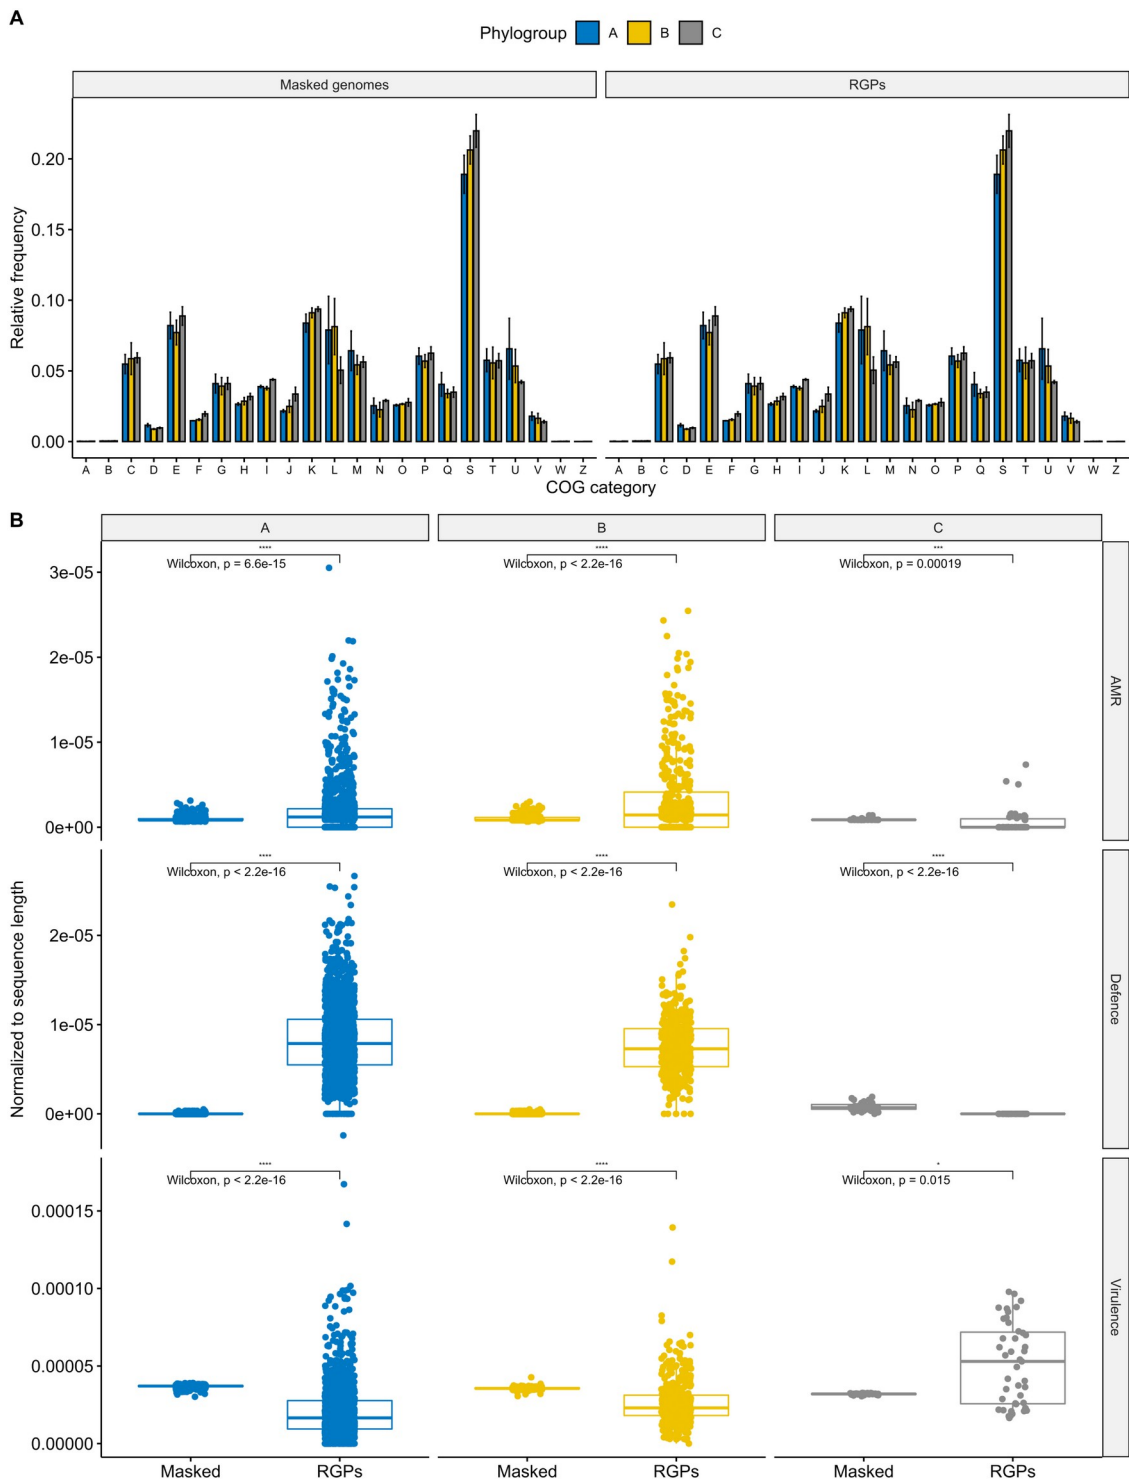 A
Phylogroup A B C
Masked genomes RGPs
Relative frequency
0.20
0.15
0.10
0.05
0.00
A B C D E F G H I J K L M N O P Q S T U V W Z A B C D E F G H I J K L M N O P Q S T U V W Z
COG category
B
A B C
**** **** ***
Wilcoxon, p = 6.6e-15 Wilcoxon, p < 2.2e-16 Wilcoxon, p = 0.00019
3e-05
2e-05
1e-05
0e+00
AMR
Normalized to sequence length
**** **** ****
Wilcoxon, p < 2.2e-16 Wilcoxon, p < 2.2e-16 Wilcoxon, p < 2.2e-16
2e-05
1e-05
0e+00
Defence
**** **** *
Wilcoxon, p < 2.2e-16 Wilcoxon, p < 2.2e-16 Wilcoxon, p = 0.015
0.00015
0.00010
0.00005
0.00000
Virulence
Masked RGPs Masked RGPs Masked RGPs